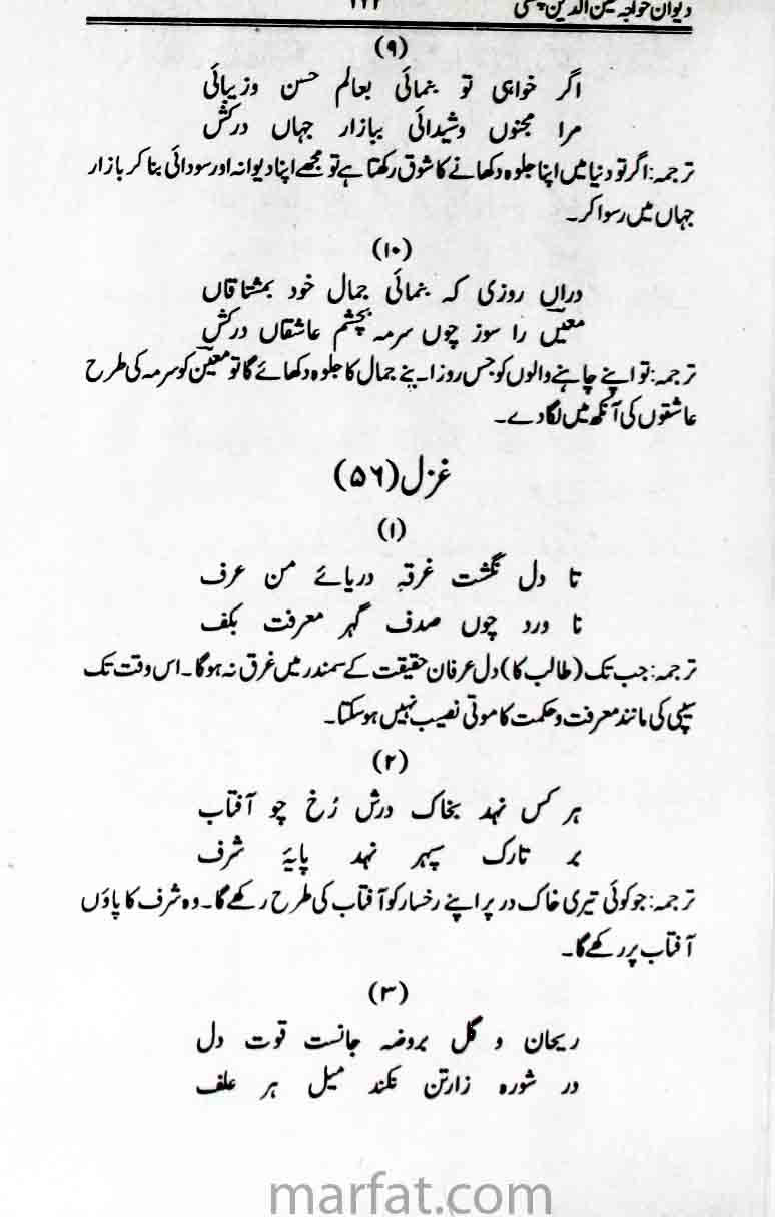 دیوان خواجہ معین الدین چشتی
(۹)
اگر خواہی تو بنمائی بعالم حسن وزیبائی
مرا مجنوں وشیدائی ببازار جہاں درکش
ترجمہ: اگر تو دنیا میں اپنا جلوہ دکھانے کا شوق رکھتا ہے تو مجھے اپنا دیوانہ اور سودائی بنا کر بازار
جہاں میں رسوا کر۔
(۱۰)
دراں روزی کہ بنمائی جمال خود بمشتاقاں
معیں را سوز چوں سرمہ بچشم عاشقاں درکش
ترجمہ: تو اپنے چاہنے والوں کو جس روز اپنے جمال کا جلوہ دکھائے گا تو معین کو سرمہ کی طرح
عاشقوں کی آنکھ میں لگا دے۔
غزل (۵۶)
(۱)
تا دل نگشت غرقہ دریائے من عرف
نا ورد چوں صدف گہر معرفت بکف
ترجمہ: جب تک (طالب کا) دل عرفان حقیقت کے سمندر میں غرق نہ ہوگا۔ اس وقت تک
سیپی کی مانند معرفت وحکمت کا موتی نصیب نہیں ہوسکتا۔
(۲)
ہر کس نہد بخاک درش رُخ چو آفتاب
بر تارک سپہر نہد پایۂ شرف
ترجمہ: جو کوئی تیری خاک در پر اپنے رخسار کو آفتاب کی طرح رکھے گا۔ وہ شرف کا پاؤں
آفتاب پر رکھے گا۔
(۳)
ریحان و گل بروضہ جانست قوت دل
در شورہ زارتن نکند میل ہر علف
marfat.com